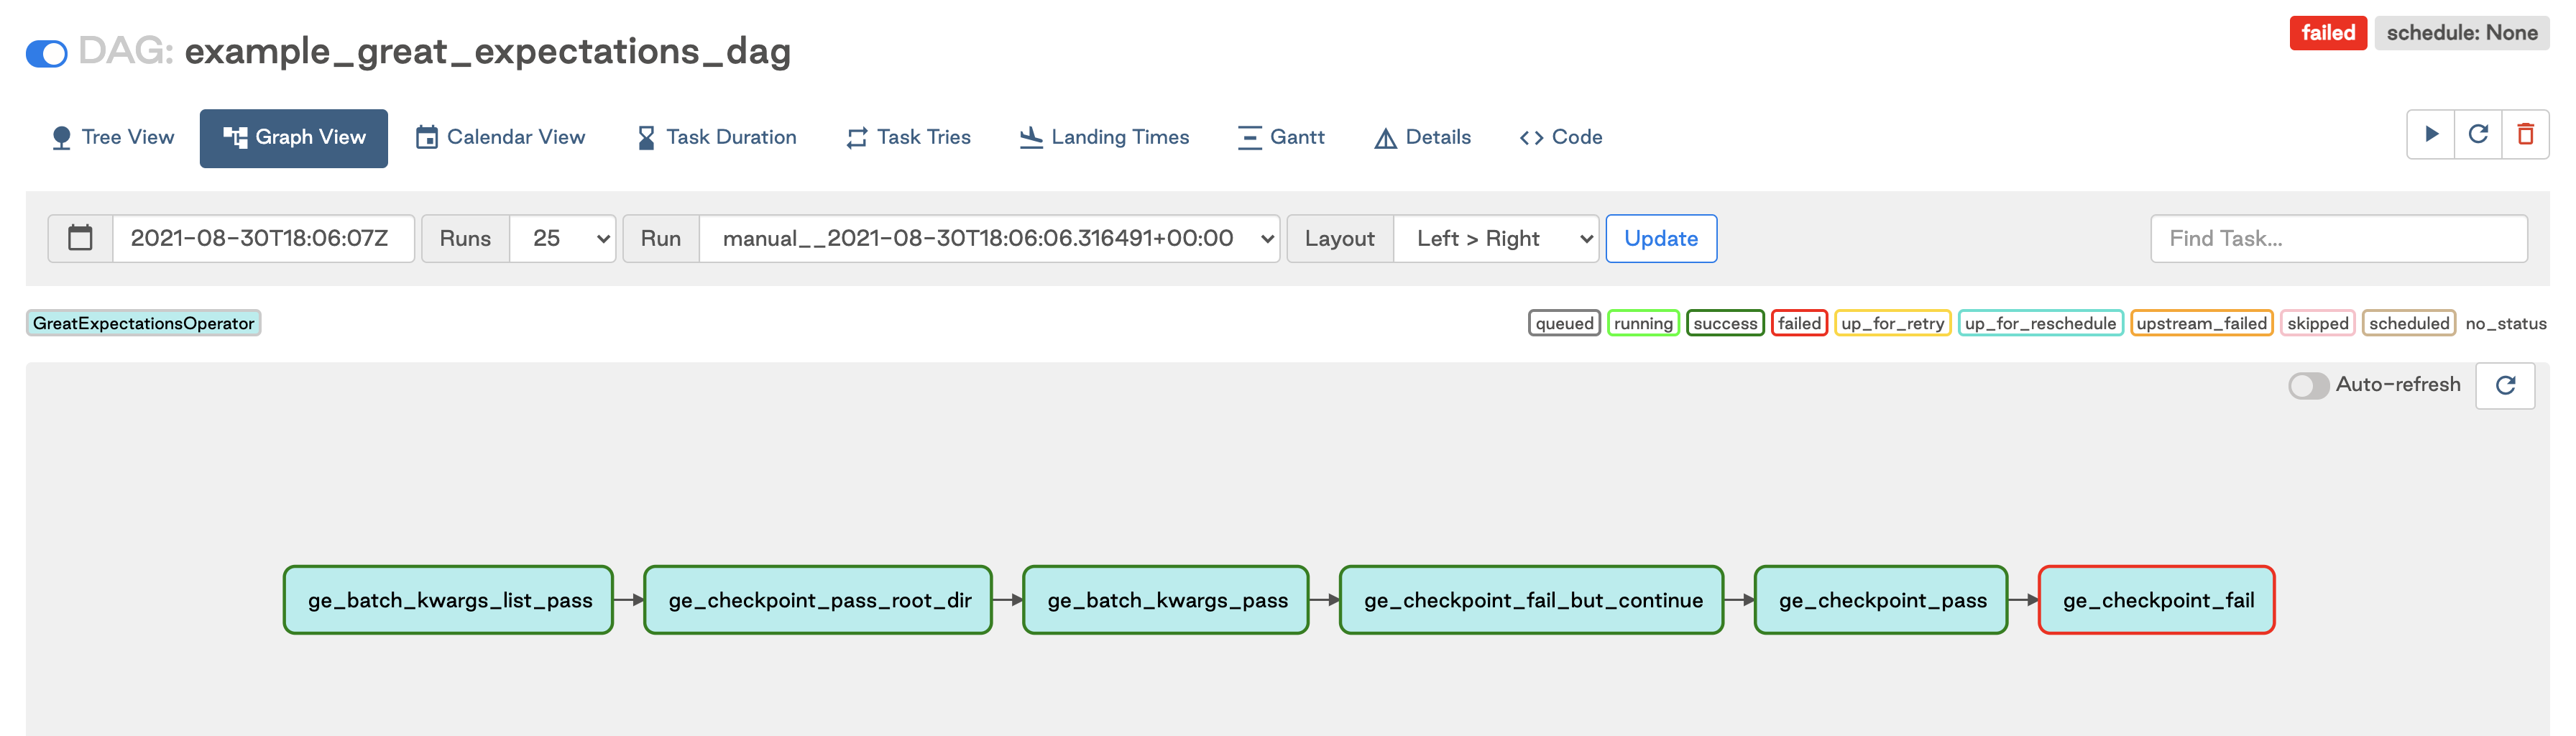 failed schedule: None
DAG: example_great_expectations_dag
Tree View Graph View Calendar View Task Duration Task Tries Landing Times Gantt Details Code
2021-08-30T18:06:07Z Runs 25 Run manual__2021-08-30T18:06:06.316491+00:00 Layout Left > Right Update Find Task...
GreatExpectationsOperator queued running success failed up_for_retry up_for_reschedule upstream_failed skipped scheduled no_status
Auto-refresh
ge_batch_kwargs_list_pass ge_checkpoint_pass_root_dir ge_batch_kwargs_pass ge_checkpoint_fail_but_continue ge_checkpoint_pass ge_checkpoint_fail